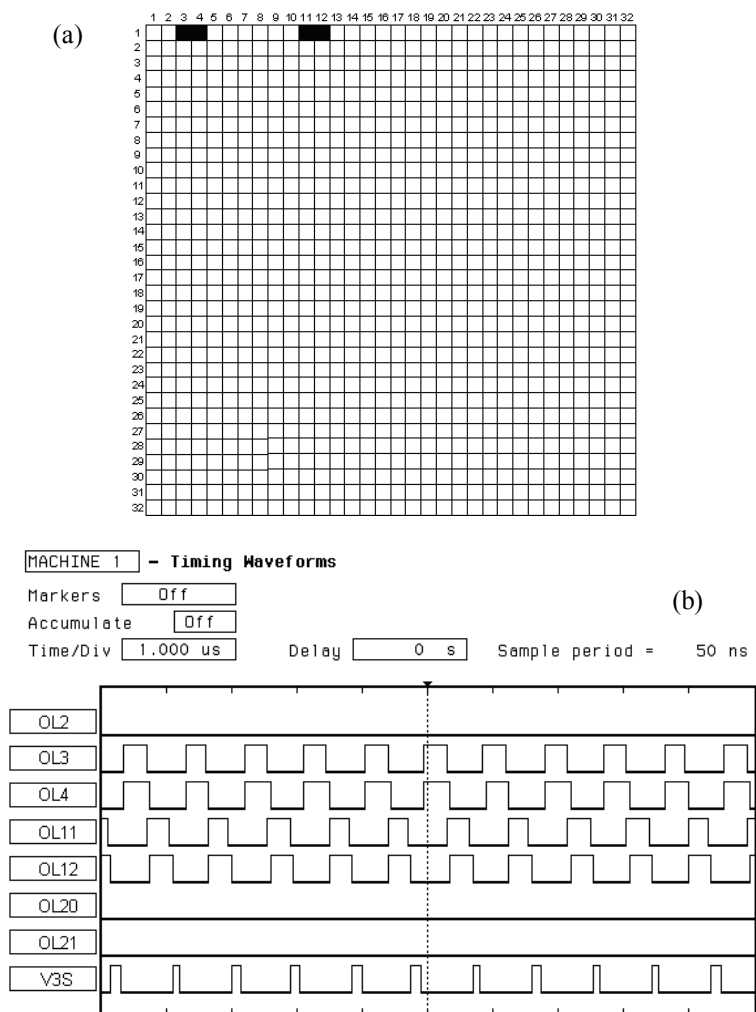 1 2 3 4 5 6 7 8 9 10 11 12 13 14 15 16 17 18 19 20 21 22 23 24 25 26 27 28 29 30 31 32
(a)
1
2
3
4
5
6
7
8
9
10
11
12
13
14
15
16
17
18
19
20
21
22
23
24
25
26
27
28
29
30
31
32
MACHINE 1 - Timing Waveforms
Markers Off
(b)
Accumulate Off
Time/Div 1.000 us Delay 0 s Sample period = 50 ns
OL2
OL3
OL4
OL11
OL12
OL20
OL21
V3S